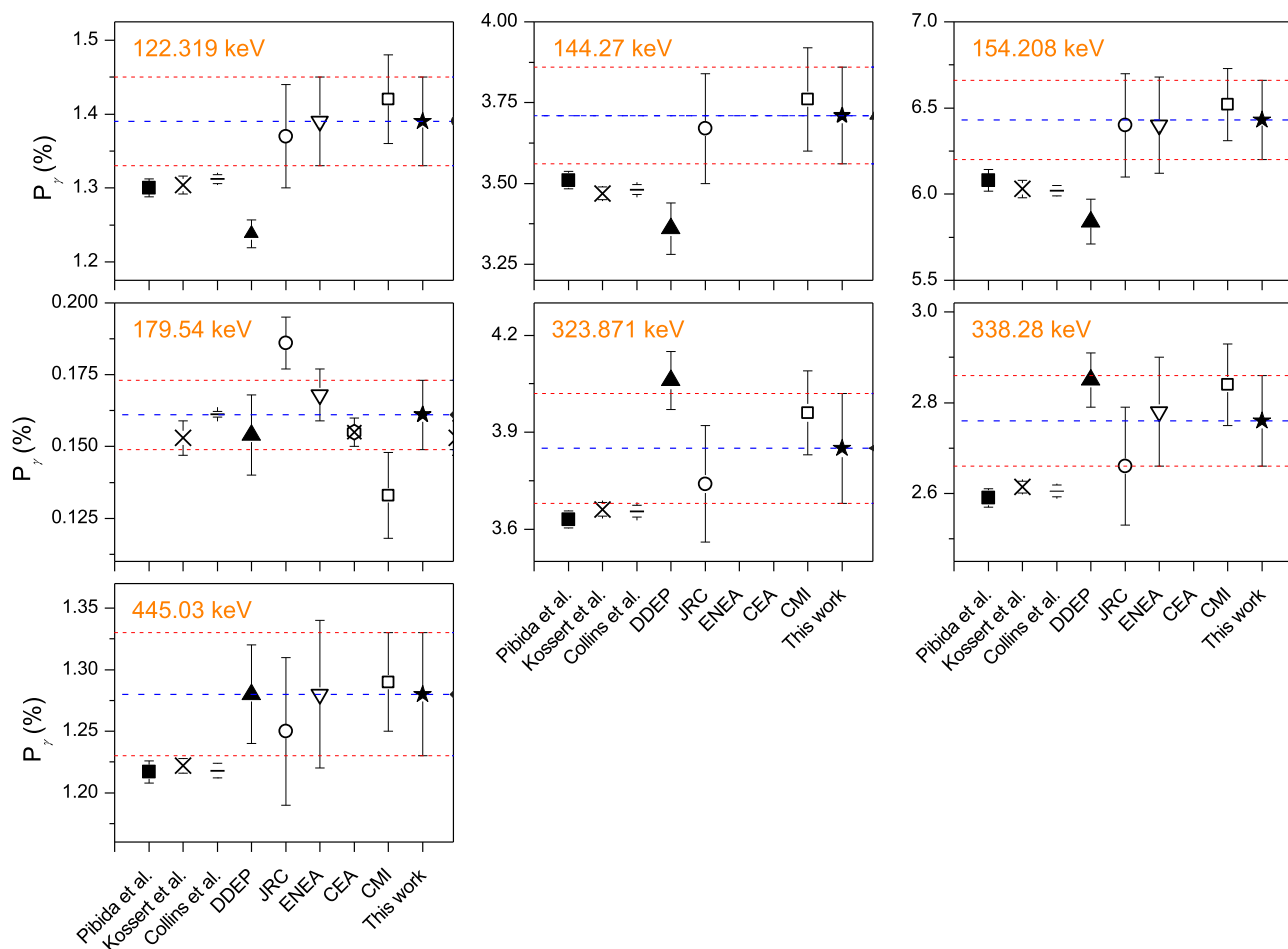 122.319 keV
1.5
1.4
1.3
1.2
P γ (%)
144.27 keV
4.00
3.75
3.50
3.25
154.208 keV
7.0
6.5
6.0
5.5
179.54 keV
0.200
0.175
0.150
0.125
P γ (%)
323.871 keV
4.2
3.9
3.6
338.28 keV
3.0
2.8
2.6
Pibida et al.
Kossert et al.
Collins et al.
DDEP
JRC
ENEA
CEA
CMI
This work
Pibida et al.
Kossert et al.
Collins et al.
DDEP
JRC
ENEA
CEA
CMI
This work
445.03 keV
1.35
1.30
1.25
1.20
P γ (%)
Pibida et al.
Kossert et al.
Collins et al.
DDEP
JRC
ENEA
CEA
CMI
This work